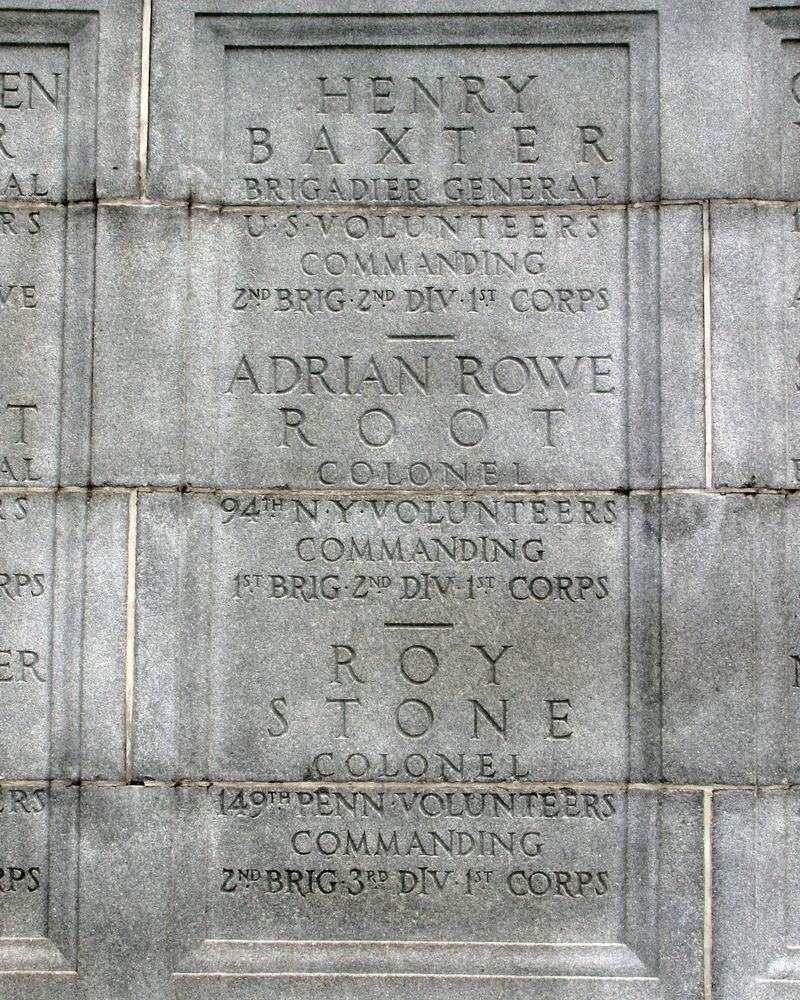 HENRY
BAXTER
BRIGADIER GENERAL
U·S·VOLUNTEERS
COMMANDING
2ND BRIG·2ND DIV·1ST CORPS
ADRIAN ROWE
ROOT
COLONEL
94TH N·Y·VOLUNTEERS
COMMANDING
1ST BRIG·2ND DIV·1ST CORPS
ROY
STONE
COLONEL
149TH PENN·VOLUNTEERS
COMMANDING
2ND BRIG·3RD DIV·1ST CORPS